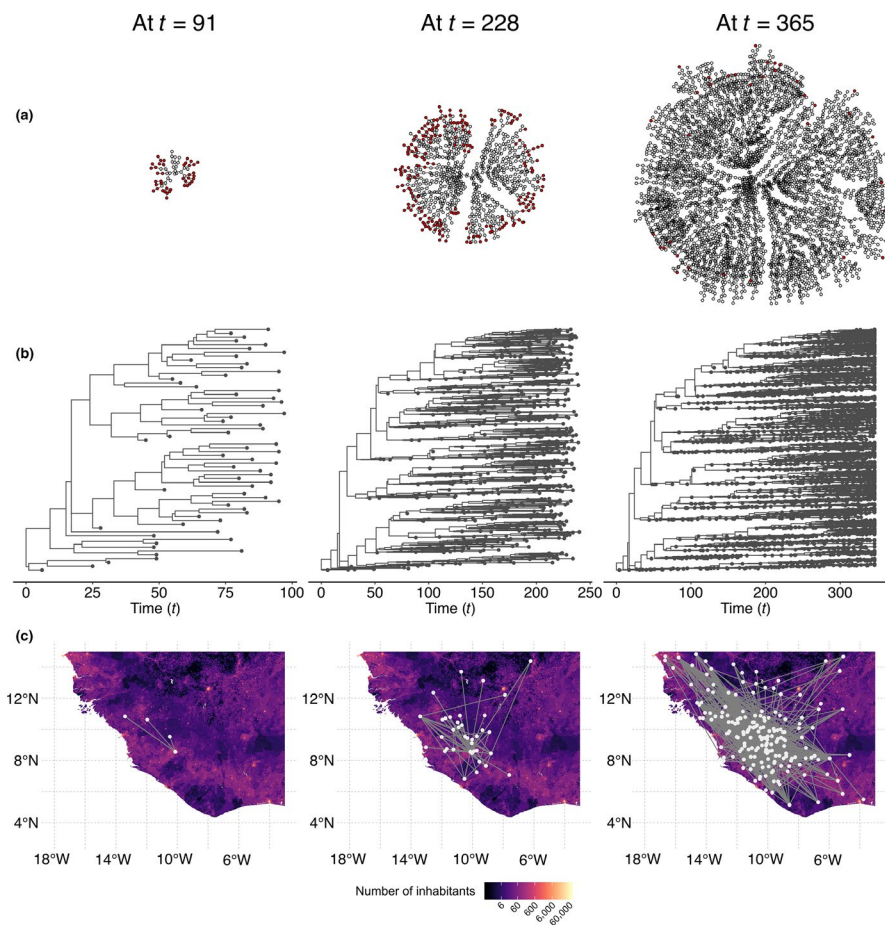 At t = 91 At t = 228 At t = 365
(a)
(b)
0 25 50 75 100 0 50 100 150 200 250 0 100 200 300
Time (t) Time (t) Time (t)
(c)
12°N 12°N 12°N
8°N 8°N 8°N
4°N 4°N 4°N
18°W 14°W 10°W 6°W 18°W 14°W 10°W 6°W 18°W 14°W 10°W 6°W
Number of inhabitants
6 60 600 6,000 60,000